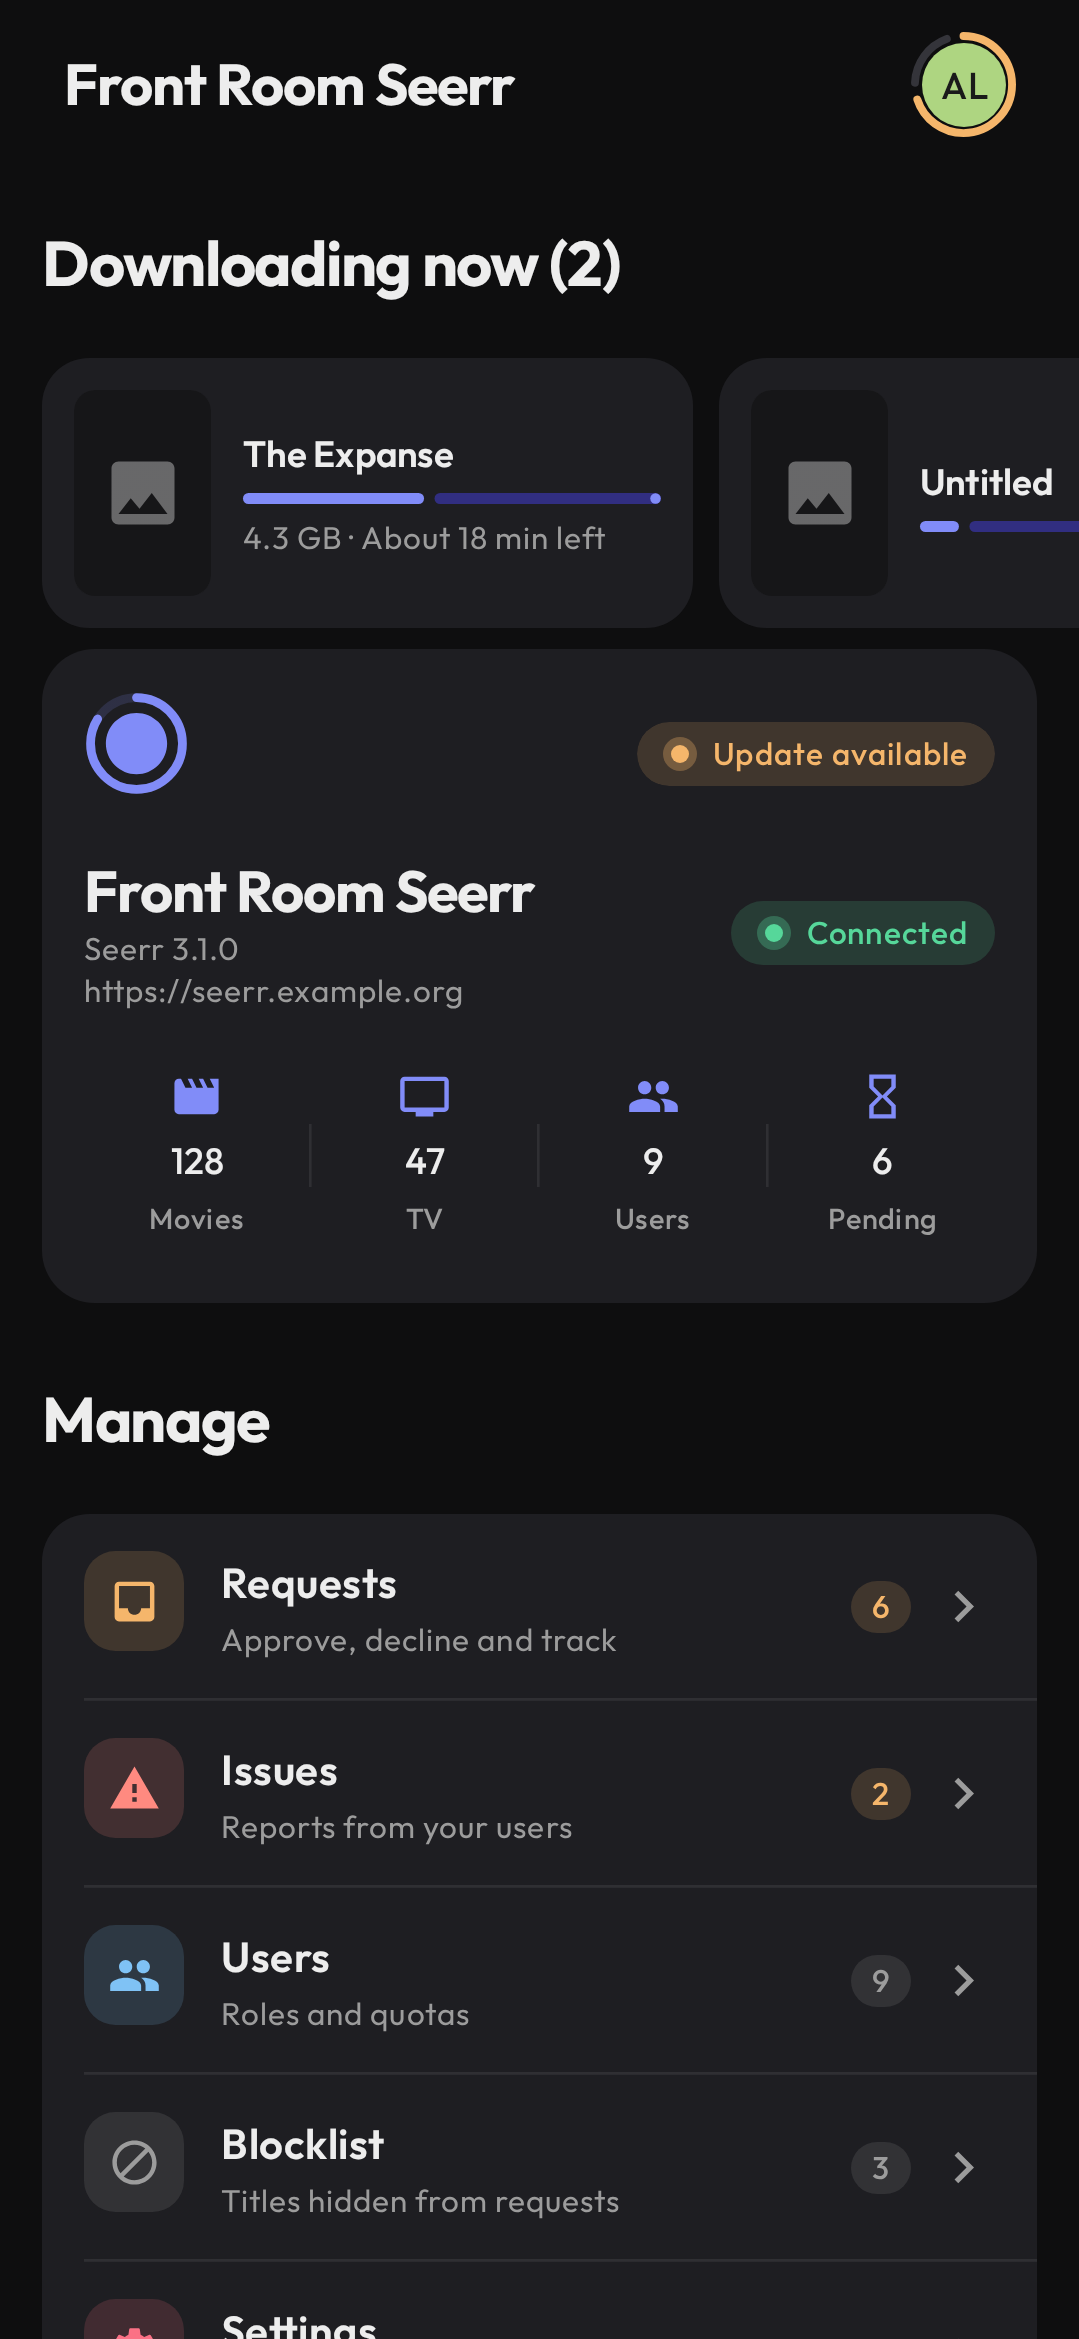 Front Room Seerr
AL
Downloading now (2)
The Expanse
4.3 GB · About 18 min left
Untitled
Update available
Front Room Seerr
Seerr 3.1.0
https://seerr.example.org
Connected
128
Movies
47
TV
9
Users
6
Pending
Manage
Requests
Approve, decline and track
6
Issues
Reports from your users
2
Users
Roles and quotas
9
Blocklist
Titles hidden from requests
3
Settings